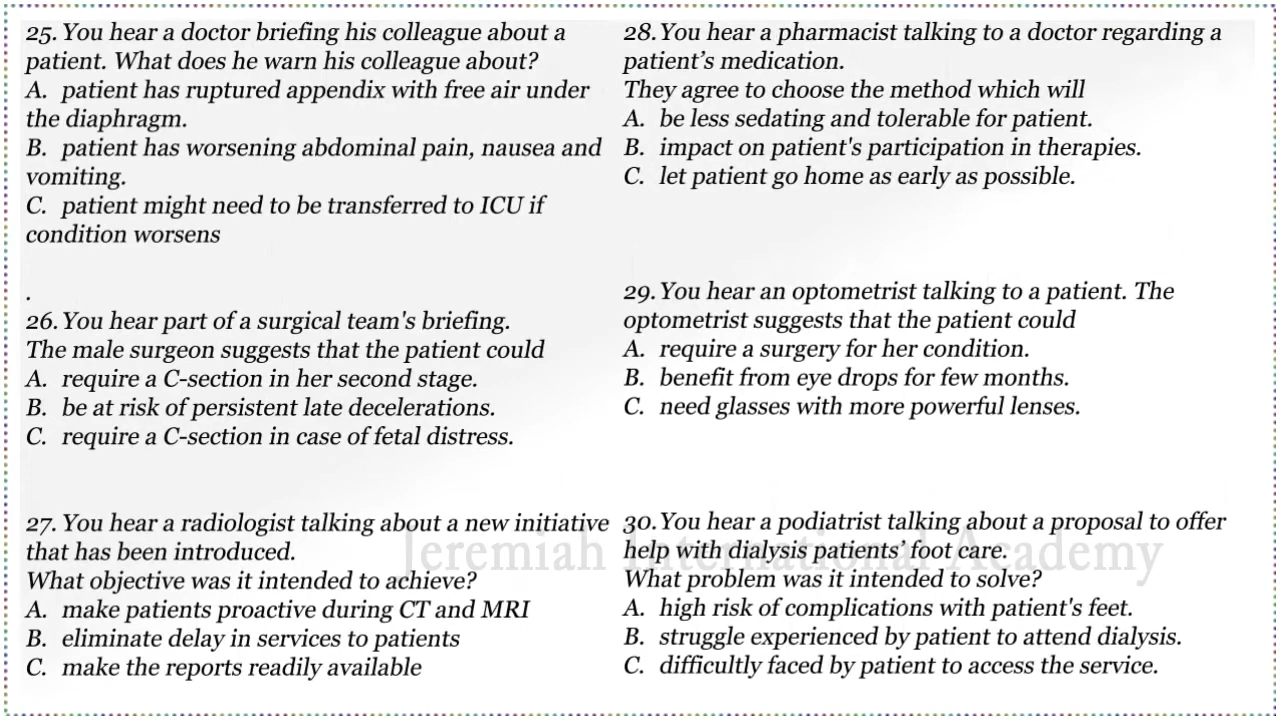 25. You hear a doctor briefing his colleague about a
patient. What does he warn his colleague about?
A. patient has ruptured appendix with free air under
the diaphragm.
B. patient has worsening abdominal pain, nausea and
vomiting.
C. patient might need to be transferred to ICU if
condition worsens
.
26. You hear part of a surgical team's briefing.
The male surgeon suggests that the patient could
A. require a C-section in her second stage.
B. be at risk of persistent late decelerations.
C. require a C-section in case of fetal distress.
27. You hear a radiologist talking about a new initiative
that has been introduced.
What objective was it intended to achieve?
A. make patients proactive during CT and MRI
B. eliminate delay in services to patients
C. make the reports readily available
28. You hear a pharmacist talking to a doctor regarding a
patient’s medication.
They agree to choose the method which will
A. be less sedating and tolerable for patient.
B. impact on patient's participation in therapies.
C. let patient go home as early as possible.
29. You hear an optometrist talking to a patient. The
optometrist suggests that the patient could
A. require a surgery for her condition.
B. benefit from eye drops for few months.
C. need glasses with more powerful lenses.
30. You hear a podiatrist talking about a proposal to offer
help with dialysis patients’ foot care.
What problem was it intended to solve?
A. high risk of complications with patient's feet.
B. struggle experienced by patient to attend dialysis.
C. difficultly faced by patient to access the service.
Jeremiah International Academy